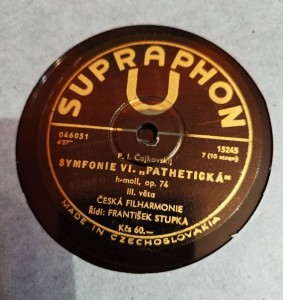 SUPRAPHON
U
046051
15245
7 (10 stran)
P. I. Čajkovskij
SYMFONIE VI. „PATHETICKÁ“
h-moll, op. 74
III. věta
ČESKÁ FILHARMONIE
Řídí: FRANTIŠEK STUPKA
Kčs 60.—
MADE IN CZECHOSLOVAKIA